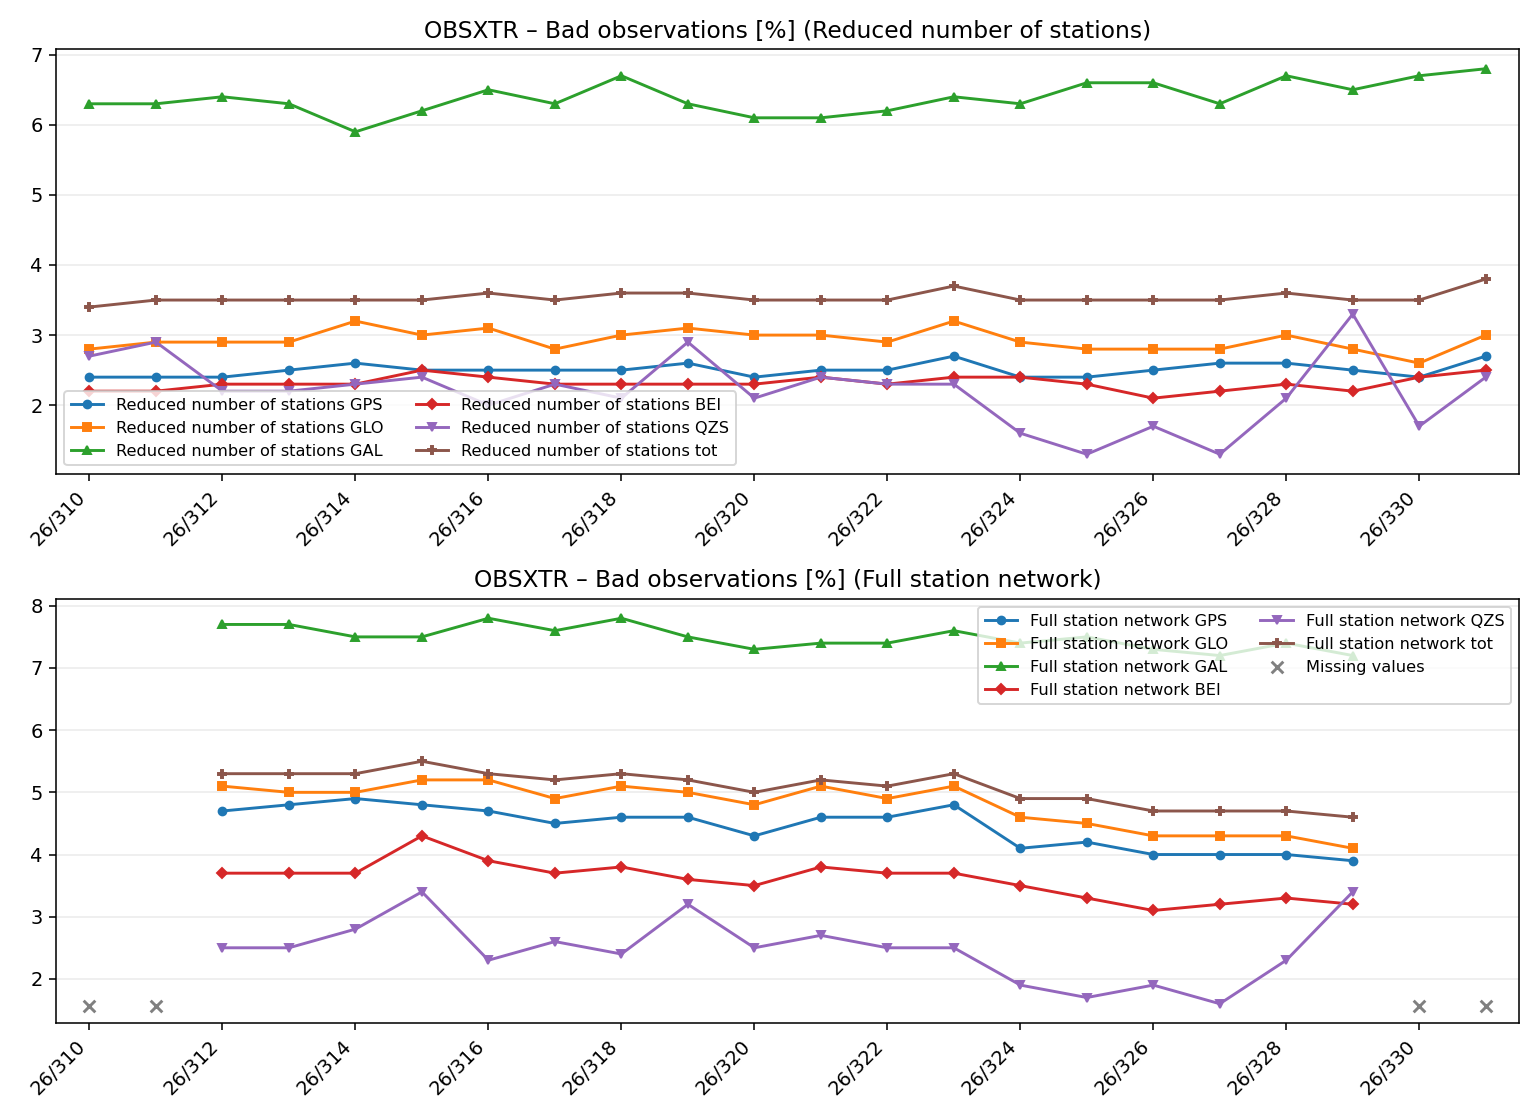 OBSXTR – Bad observations [%] (Reduced number of stations)
7
6
5
4
3
2
Reduced number of stations GPS
Reduced number of stations GLO
Reduced number of stations GAL
Reduced number of stations BEI
Reduced number of stations QZS
Reduced number of stations tot
26/310
26/312
26/314
26/316
26/318
26/320
26/322
26/324
26/326
26/328
26/330
OBSXTR – Bad observations [%] (Full station network)
8
7
6
5
4
3
2
Full station network GPS
Full station network GLO
Full station network GAL
Full station network BEI
Full station network QZS
Full station network tot
Missing values
26/310
26/312
26/314
26/316
26/318
26/320
26/322
26/324
26/326
26/328
26/330